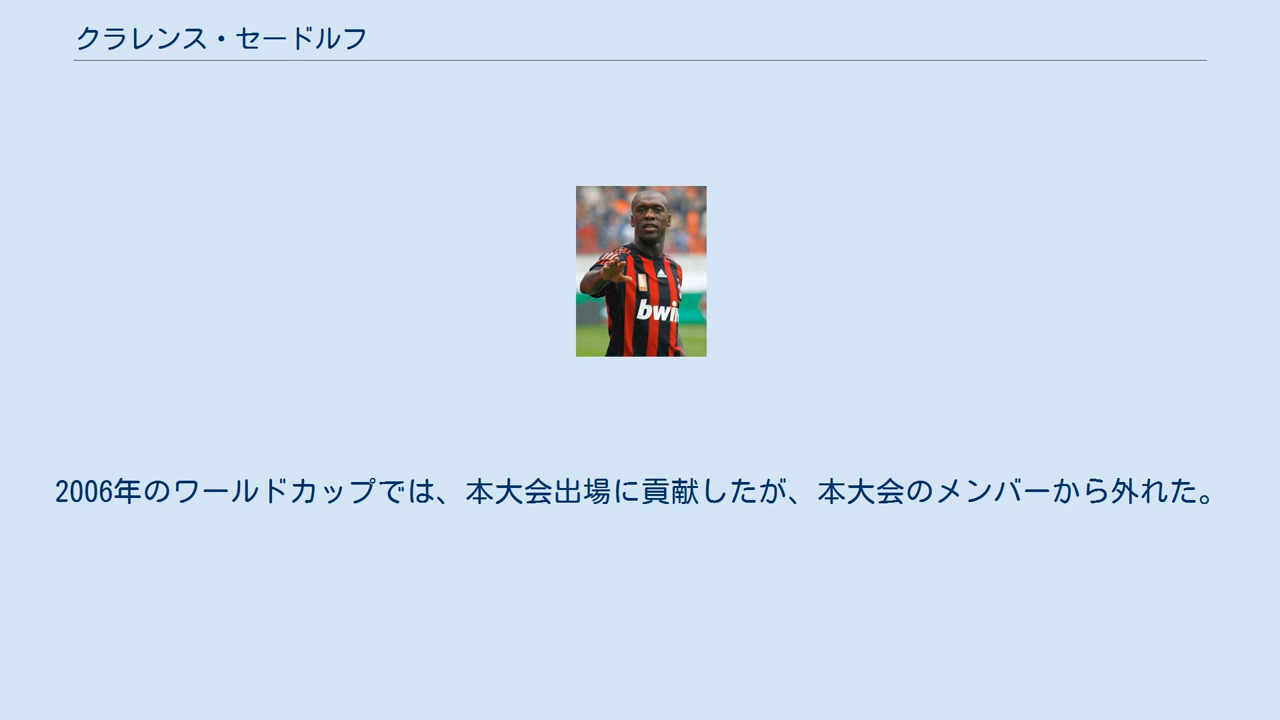 クラレンス・セードルフ
bwin
2006年のワールドカップでは、本大会出場に貢献したが、本大会のメンバーから外れた。